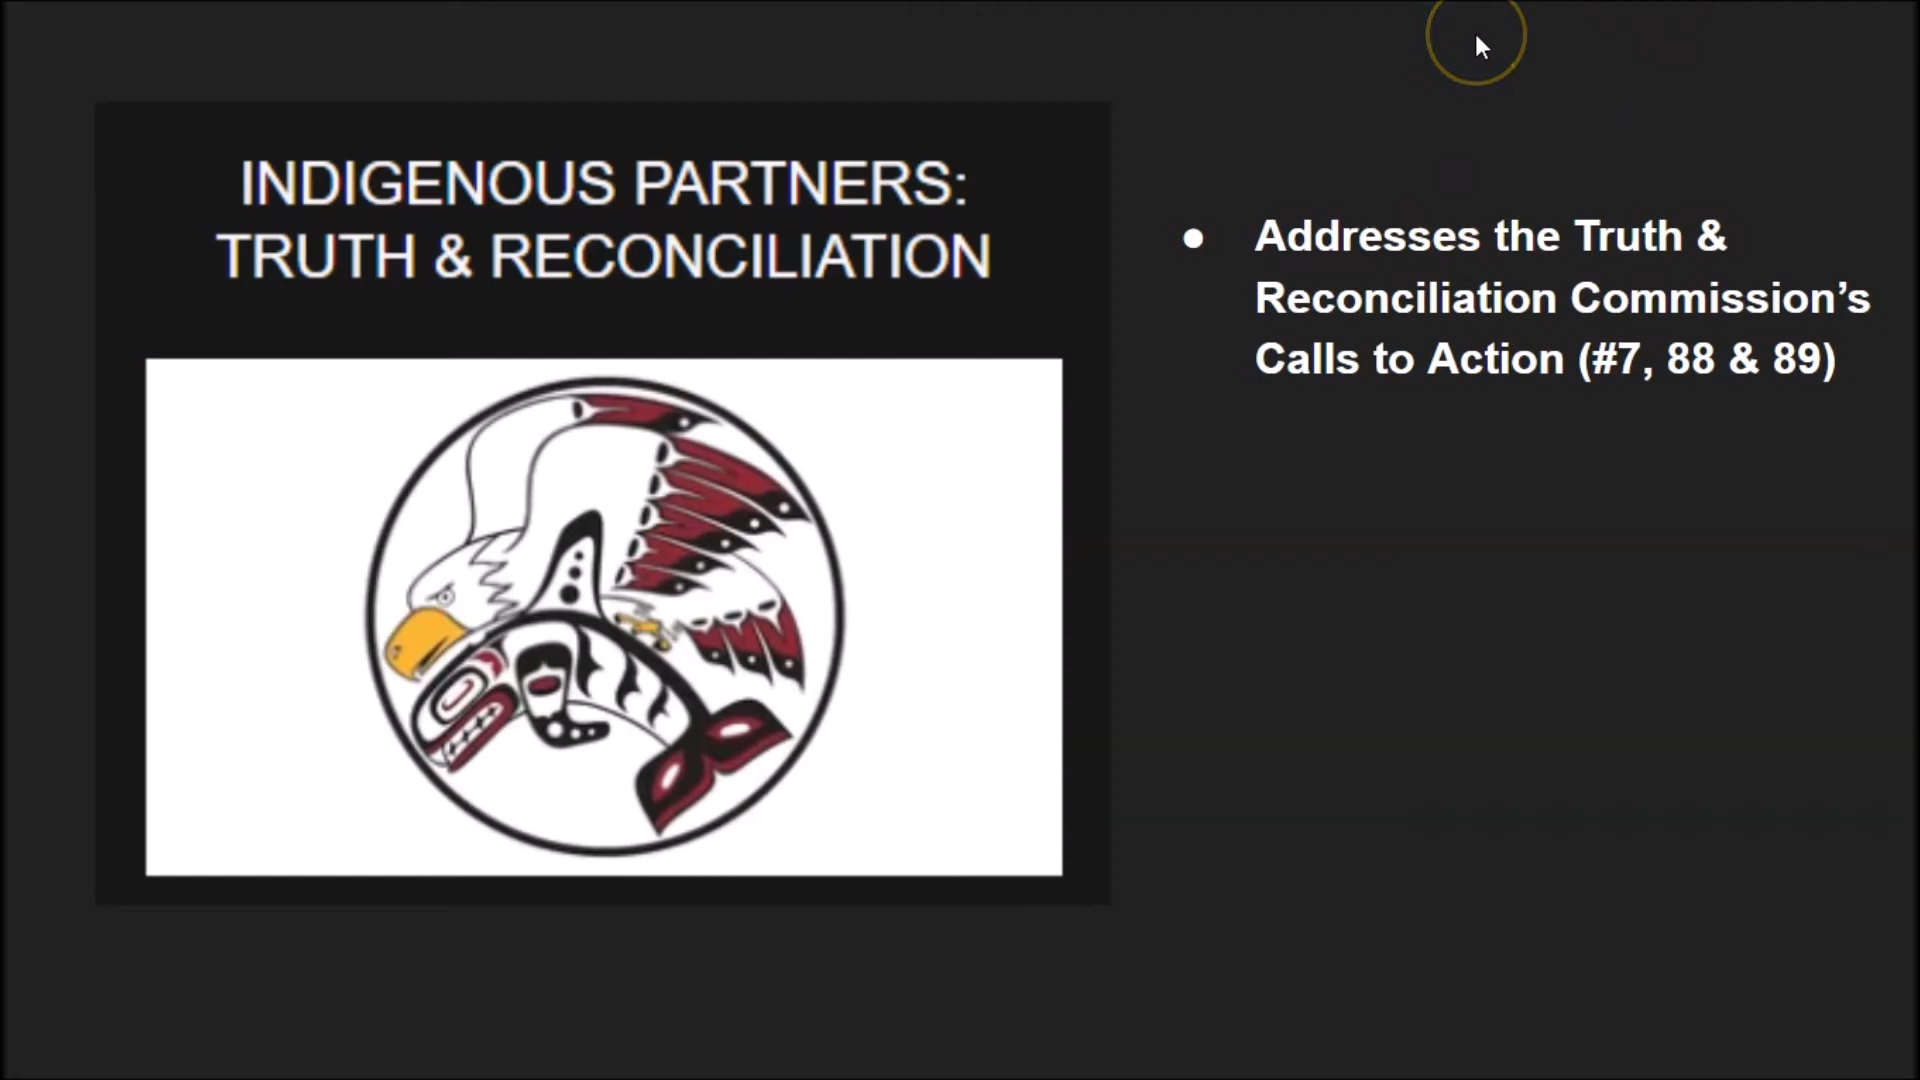 INDIGENOUS PARTNERS:
TRUTH & RECONCILIATION
● Addresses the Truth &
Reconciliation Commission’s
Calls to Action (#7, 88 & 89)